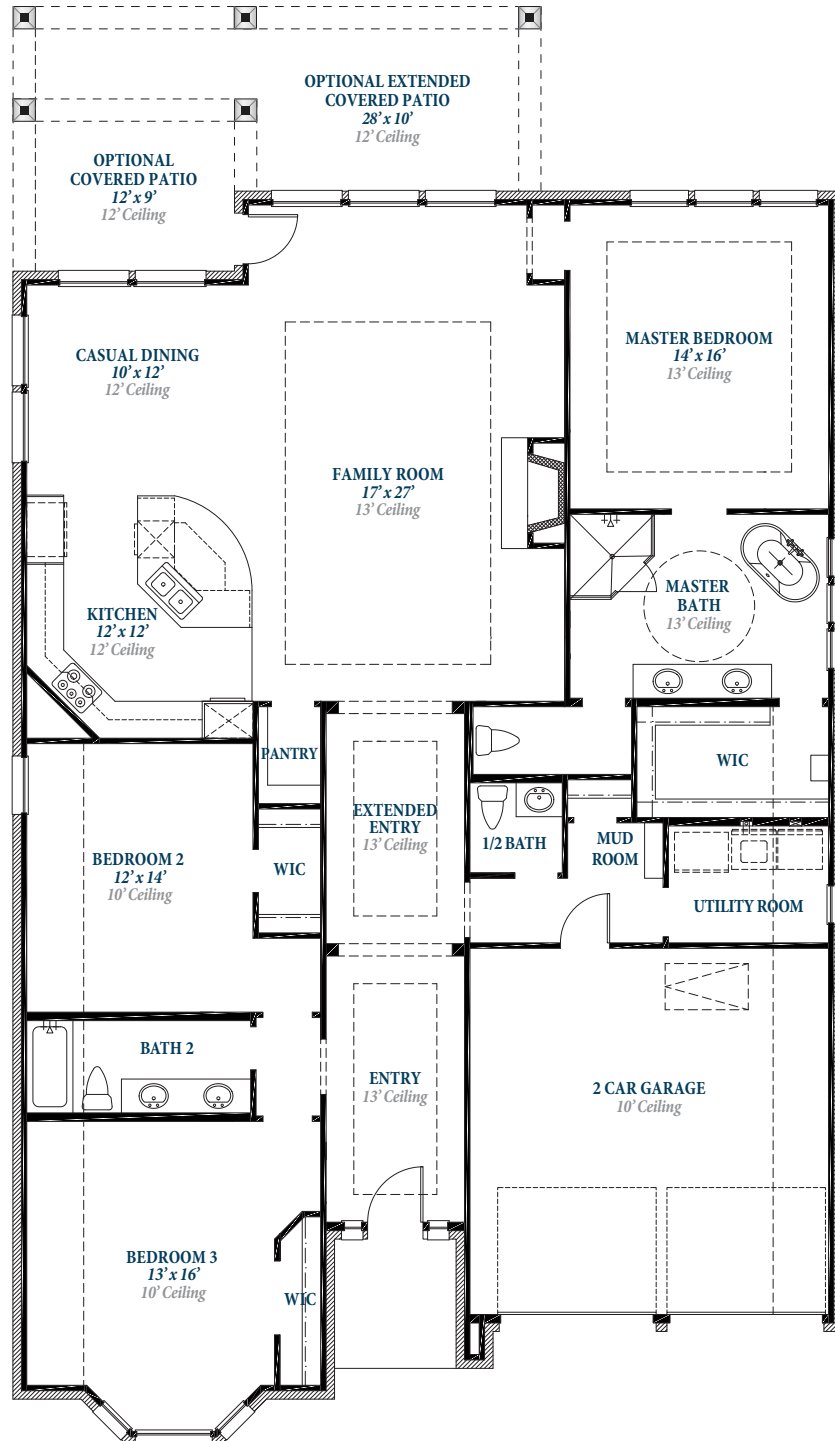 OPTIONAL EXTENDED
COVERED PATIO
28' x 10'
12' Ceiling
OPTIONAL
COVERED PATIO
12' x 9'
12' Ceiling
CASUAL DINING
10' x 12'
12' Ceiling
MASTER BEDROOM
14' x 16'
13' Ceiling
FAMILY ROOM
17' x 27'
13' Ceiling
KITCHEN
12' x 12'
12' Ceiling
MASTER
BATH
13' Ceiling
PANTRY
WIC
EXTENDED
ENTRY
13' Ceiling
1/2 BATH
MUD
ROOM
BEDROOM 2
12' x 14'
10' Ceiling
WIC
UTILITY ROOM
BATH 2
ENTRY
13' Ceiling
2 CAR GARAGE
10' Ceiling
BEDROOM 3
13' x 16'
10' Ceiling
WIC